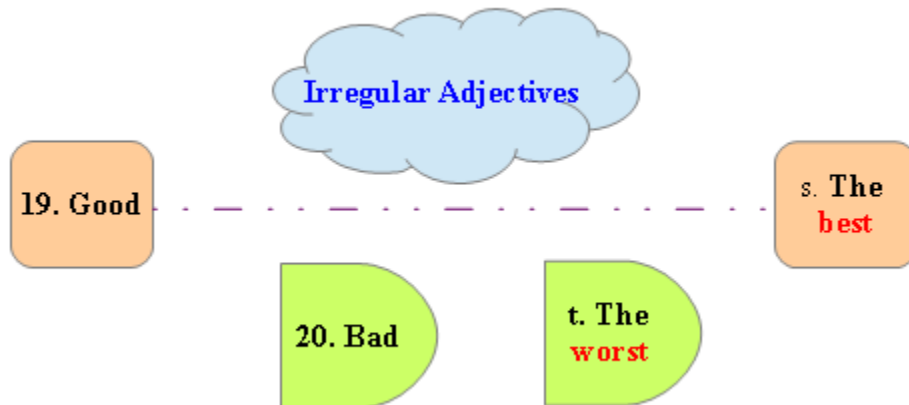 Irregular Adjectives
19. Good
s. The
best
20. Bad
t. The
worst